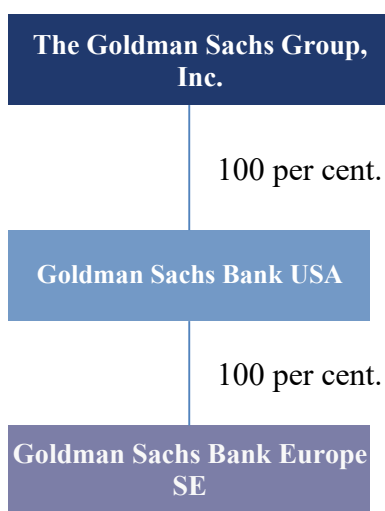 The Goldman Sachs Group,
Inc.
100 per cent.
Goldman Sachs Bank USA
100 per cent.
Goldman Sachs Bank Europe
SE